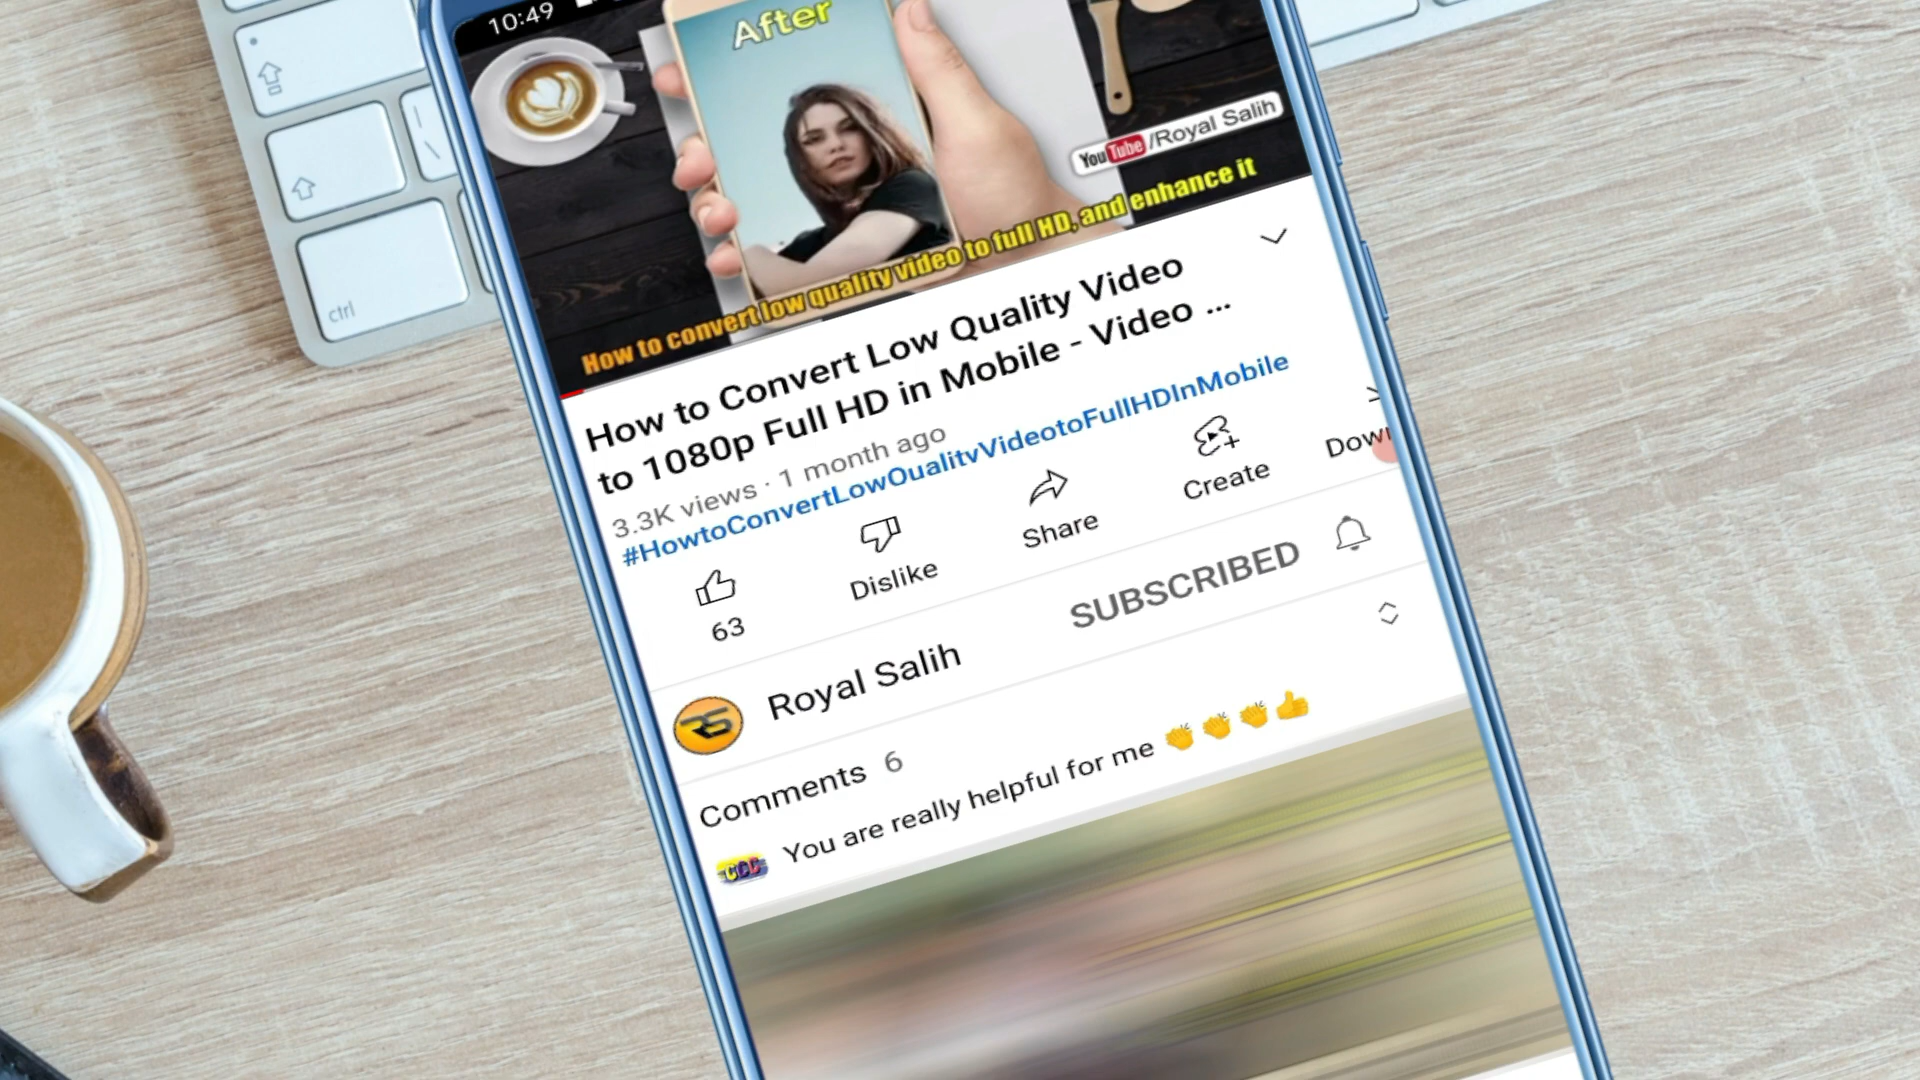 10:49
After
YouTube /Royal Salih
How to convert low quality video to full HD, and enhance it
How to Convert Low Quality Video
to 1080p Full HD in Mobile - Video ...
3.3K views · 1 month ago
#HowtoConvertLowQualityVideotoFullHDInMobile
63
Dislike
Share
Create
SUBSCRIBED
RS
Royal Salih
Comments 6
CCC
You are really helpful for me 👏👏👏👍
ctrl